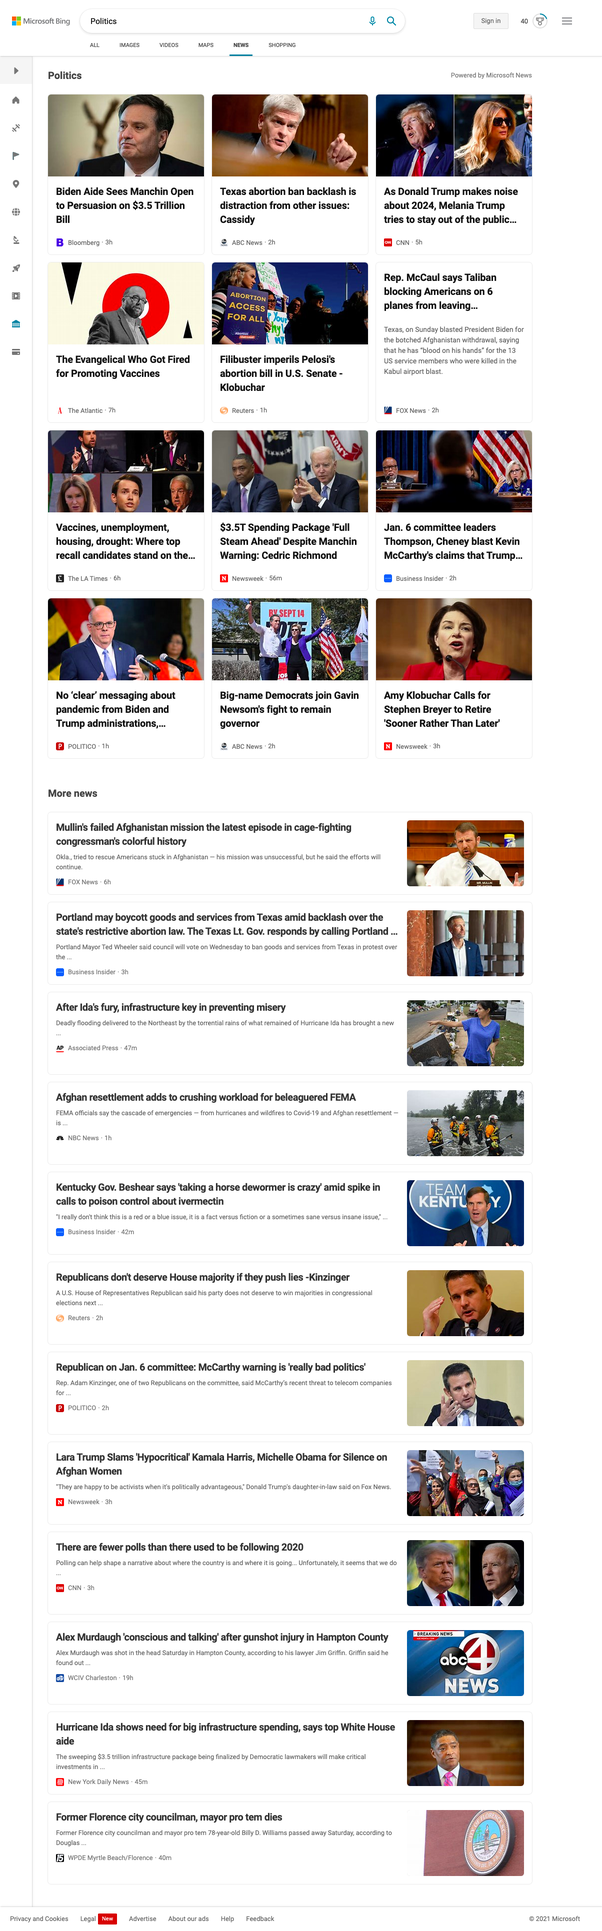 Microsoft Bing
Politics
Sign in
40
ALL
IMAGES
VIDEOS
MAPS
NEWS
SHOPPING
Politics
Powered by Microsoft News
Biden Aide Sees Manchin Open
to Persuasion on $3.5 Trillion
Bill
Bloomberg · 3h
Texas abortion ban backlash is
distraction from other issues:
Cassidy
ABC News · 2h
As Donald Trump makes noise
about 2024, Melania Trump
tries to stay out of the public...
CNN · 5h
The Evangelical Who Got Fired
for Promoting Vaccines
The Atlantic · 7h
ABORTION
ACCESS
FOR ALL
Filibuster imperils Pelosi's
abortion bill in U.S. Senate -
Klobuchar
Reuters · 1h
Rep. McCaul says Taliban
blocking Americans on 6
planes from leaving...
Texas, on Sunday blasted President Biden for
the botched Afghanistan withdrawal, saying
that he has "blood on his hands" for the 13
US service members who were killed in the
Kabul airport blast.
FOX News · 2h
Vaccines, unemployment,
housing, drought: Where top
recall candidates stand on the...
The LA Times · 6h
$3.5T Spending Package 'Full
Steam Ahead' Despite Manchin
Warning: Cedric Richmond
Newsweek · 56m
Jan. 6 committee leaders
Thompson, Cheney blast Kevin
McCarthy's claims that Trump...
Business Insider · 2h
No 'clear' messaging about
pandemic from Biden and
Trump administrations,...
POLITICO · 1h
BY SEPT 14
VOTE
Big-name Democrats join Gavin
Newsom's fight to remain
governor
ABC News · 2h
Amy Klobuchar Calls for
Stephen Breyer to Retire
'Sooner Rather Than Later'
Newsweek · 3h
More news
Mullin's failed Afghanistan mission the latest episode in cage-fighting
congressman's colorful history
Okla., tried to rescue Americans stuck in Afghanistan — his mission was unsuccessful, but he said the efforts will
continue.
FOX News · 6h
Portland may boycott goods and services from Texas amid backlash over the
state's restrictive abortion law. The Texas Lt. Gov. responds by calling Portland ...
Portland Mayor Ted Wheeler said council will vote on Wednesday to ban goods and services from Texas in protest over
the ...
Business Insider · 3h
After Ida's fury, infrastructure key in preventing misery
Deadly flooding delivered to the Northeast by the torrential rains of what remained of Hurricane Ida has brought a new
...
AP Associated Press · 47m
Afghan resettlement adds to crushing workload for beleaguered FEMA
FEMA officials say the cascade of emergencies — from hurricanes and wildfires to Covid-19 and Afghan resettlement —
is ...
NBC News · 1h
Kentucky Gov. Beshear says 'taking a horse dewormer is crazy' amid spike in
calls to poison control about ivermectin
"I really don't think this is a red or a blue issue, it is a fact versus fiction or a sometimes sane versus insane issue," ...
Business Insider · 42m
TEAM
KENTUCKY
Republicans don't deserve House majority if they push lies -Kinzinger
A U.S. House of Representatives Republican said his party does not deserve to win majorities in congressional
elections next ...
Reuters · 2h
Republican on Jan. 6 committee: McCarthy warning is 'really bad politics'
Rep. Adam Kinzinger, one of two Republicans on the committee, said McCarthy's recent threat to telecom companies
for ...
POLITICO · 2h
Lara Trump Slams 'Hypocritical' Kamala Harris, Michelle Obama for Silence on
Afghan Women
"They are happy to be activists when it's politically advantageous," Donald Trump's daughter-in-law said on Fox News.
Newsweek · 3h
There are fewer polls than there used to be following 2020
Polling can help shape a narrative about where the country is and where it is going... Unfortunately, it seems that we do
...
CNN · 3h
Alex Murdaugh 'conscious and talking' after gunshot injury in Hampton County
Alex Murdaugh was shot in the head Saturday in Hampton County, according to his lawyer Jim Griffin. Griffin said he
found out ...
WCIV Charleston · 19h
BREAKING NEWS
abc 4
NEWS
Hurricane Ida shows need for big infrastructure spending, says top White House
aide
The sweeping $3.5 trillion infrastructure package being finalized by Democratic lawmakers will make critical
investments in ...
New York Daily News · 45m
Former Florence city councilman, mayor pro tem dies
Former Florence city councilman and mayor pro tem 78-year-old Billy D. Williams passed away Saturday, according to
Douglas ...
WPDE Myrtle Beach/Florence · 40m
Privacy and Cookies
Legal
New
Advertise
About our ads
Help
Feedback
© 2021 Microsoft